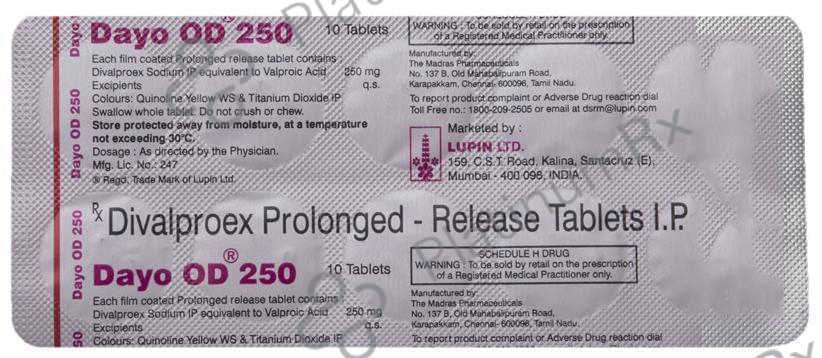 Dayo OD® 250 10 Tablets
Each film coated Prolonged release tablet contains :
Divalproex Sodium IP equivalent to Valproic Acid 250 mg
Excipients q.s.
Colours: Quinoline Yellow WS & Titanium Dioxide IP
Swallow whole tablet. Do not crush or chew.
Store protected away from moisture, at a temperature
not exceeding 30°C.
Dosage : As directed by the Physician.
Mfg. Lic. No.: 247
® Regd. Trade Mark of Lupin Ltd.
WARNING : To be sold by retail on the prescription
of a Registered Medical Practitioner only.
Manufactured by:
The Madras Pharmaceuticals
No. 137 B, Old Mahabalipuram Road,
Karapakkam, Chennai- 600096, Tamil Nadu.
To report product complaint or Adverse Drug reaction dial
Toll Free no.: 1800-209-2505 or email at dsrm@lupin.com
Marketed by :
LUPIN LTD.
159, C.S.T. Road, Kalina, Santacruz (E),
Mumbai - 400 098, INDIA.
Rx Divalproex Prolonged - Release Tablets I.P.
Dayo OD® 250 10 Tablets
Each film coated Prolonged release tablet contains :
Divalproex Sodium IP equivalent to Valproic Acid 250 mg
Excipients q.s.
Colours: Quinoline Yellow WS & Titanium Dioxide IP
SCHEDULE H DRUG
WARNING : To be sold by retail on the prescription
of a Registered Medical Practitioner only.
Manufactured by:
The Madras Pharmaceuticals
No. 137 B, Old Mahabalipuram Road,
Karapakkam, Chennai- 600096, Tamil Nadu.
To report product complaint or Adverse Drug reaction dial
Dayo
Dayo OD 250
Dayo OD 250
50
PlatinumRx
PlatinumRx